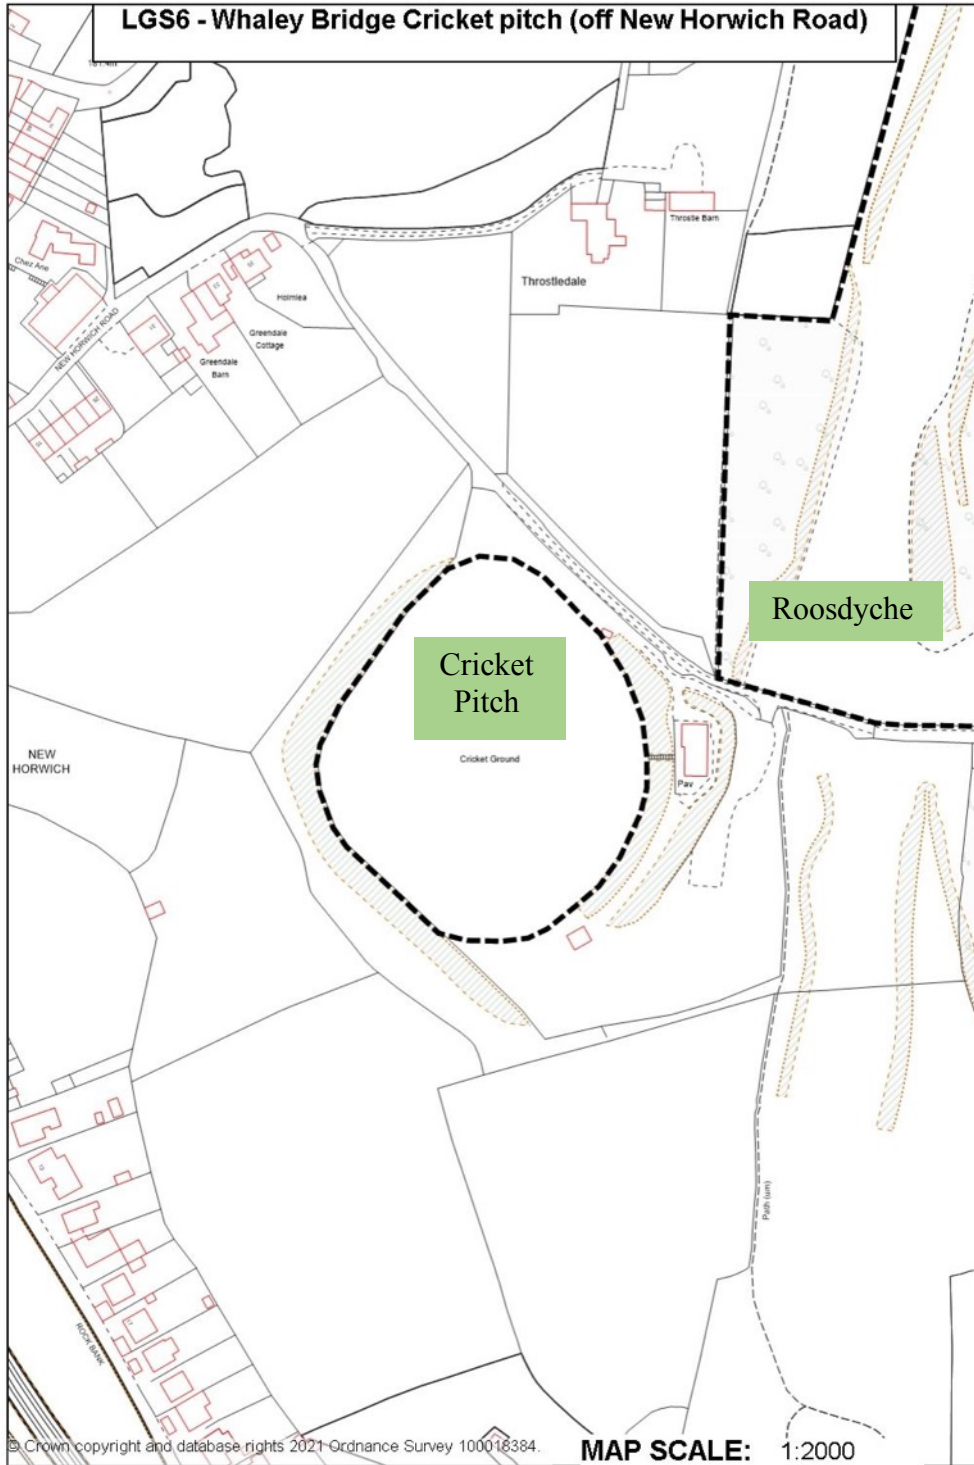 LGS6 - Whaley Bridge Cricket pitch (off New Horwich Road)
Throstle Barn
Chez Ane
Throstledale
Holmlea
NEW HORWICH ROAD
Greendale
Cottage
Greendale
Barn
Roosdyche
Cricket
Pitch
NEW
HORWICH
Cricket Ground
Pav
Path (um)
ROCK BANK
© Crown copyright and database rights 2021 Ordnance Survey 100018384.
MAP SCALE: 1:2000